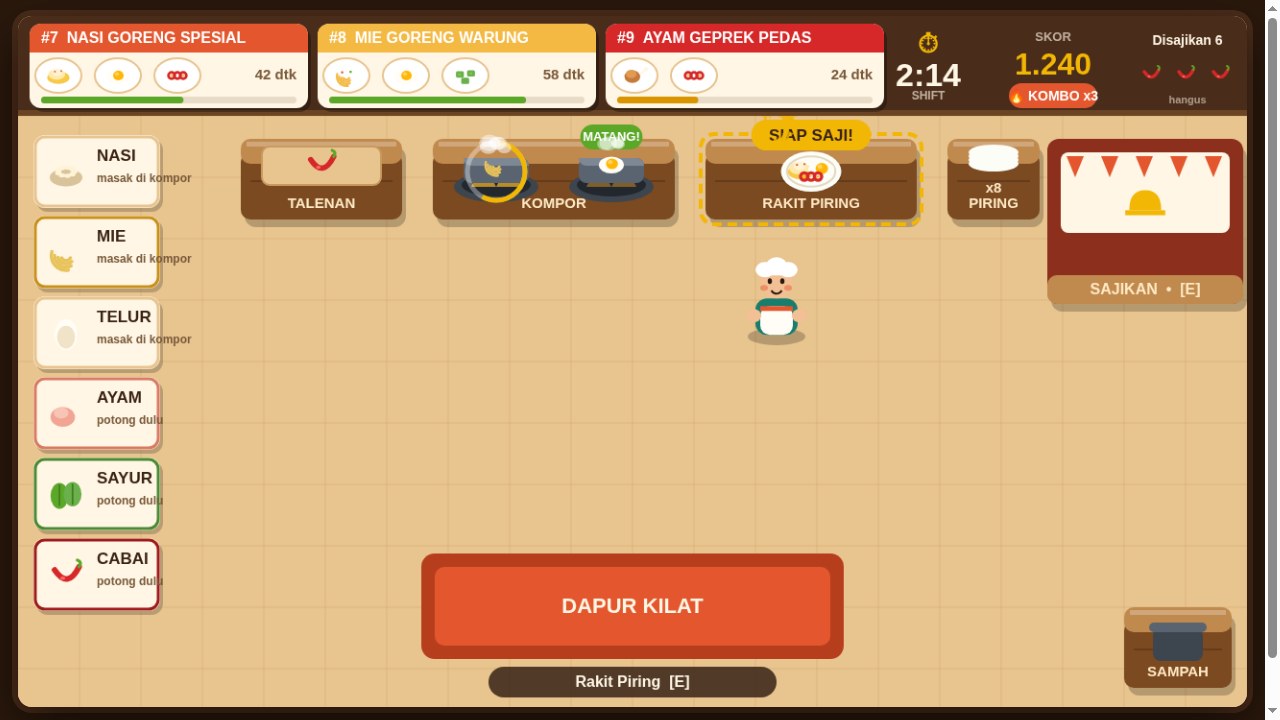 #7 NASI GORENG SPESIAL
42 dtk
#8 MIE GORENG WARUNG
58 dtk
#9 AYAM GEPREK PEDAS
24 dtk
2:14
SHIFT
SKOR
1.240
KOMBO x3
Disajikan 6
hangus
NASI
masak di kompor
MIE
masak di kompor
TELUR
masak di kompor
AYAM
potong dulu
SAYUR
potong dulu
CABAI
potong dulu
TALENAN
MATANG!
KOMPOR
SIAP SAJI!
RAKIT PIRING
x8
PIRING
SAJIKAN • [E]
DAPUR KILAT
Rakit Piring [E]
SAMPAH